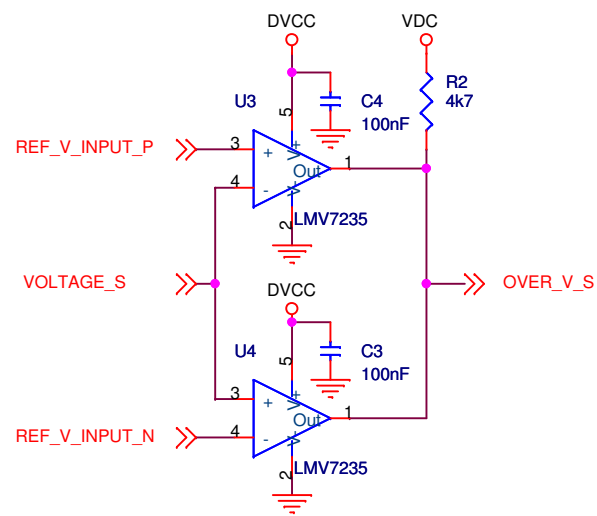 DVCC
VDC
U3
5
C4
100nF
R2
4k7
REF_V_INPUT_P
3
+
V+
Out
1
4
-
V-
2
LMV7235
VOLTAGE_S
OVER_V_S
DVCC
U4
5
C3
100nF
3
+
V+
Out
1
REF_V_INPUT_N
4
-
V-
2
LMV7235